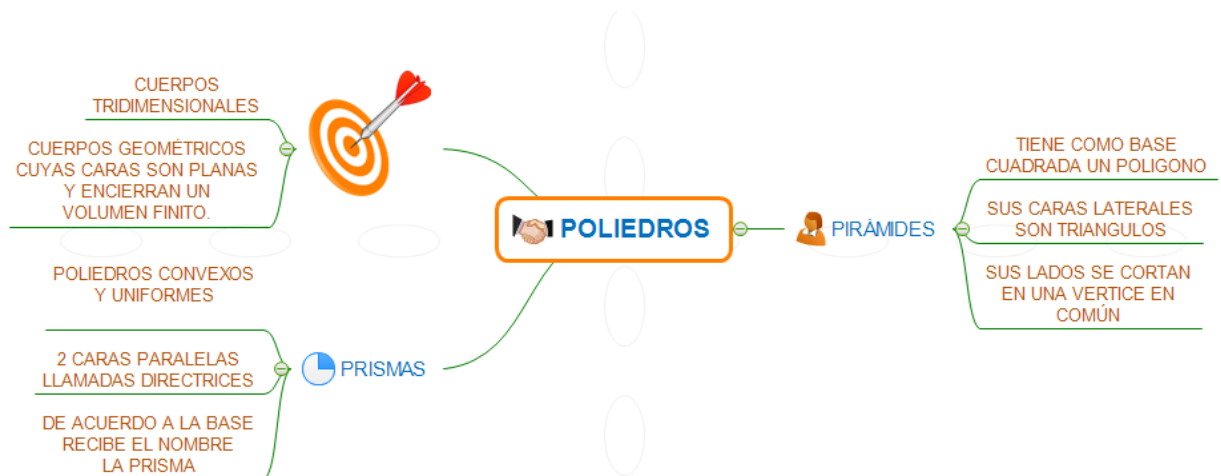 CUERPOS
TRIDIMENSIONALES
CUERPOS GEOMÉTRICOS
CUYAS CARAS SON PLANAS
Y ENCIERRAN UN
VOLUMEN FINITO.
POLIEDROS
PIRÁMIDES
TIENE COMO BASE
CUADRADA UN POLIGONO
SUS CARAS LATERALES
SON TRIANGULOS
SUS LADOS SE CORTAN
EN UNA VERTICE EN
COMÚN
POLIEDROS CONVEXOS
Y UNIFORMES
2 CARAS PARALELAS
LLAMADAS DIRECTRICES
PRISMAS
DE ACUERDO A LA BASE
RECIBE EL NOMBRE
LA PRISMA